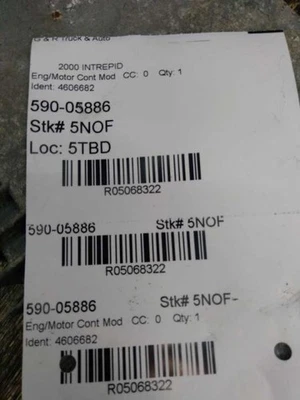 G & R Truck & Auto
2000 INTREPID
Eng/Motor Cont Mod CC: 0 Qty: 1
Ident: 4606682
590-05886
Stk# 5NOF
Loc: 5TBD
R05068322
590-05886 Stk# 5NOF
R05068322
590-05886 Stk# 5NOF-
Eng/Motor Cont Mod CC: 0 Qty: 1
Ident: 4606682
R05068322